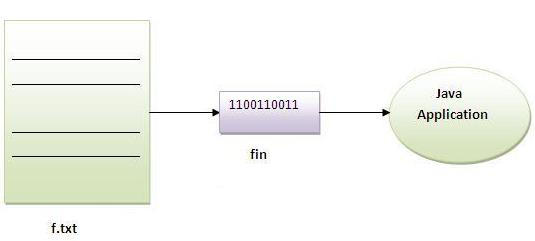 1100110011
Java
Application
fin
f.txt